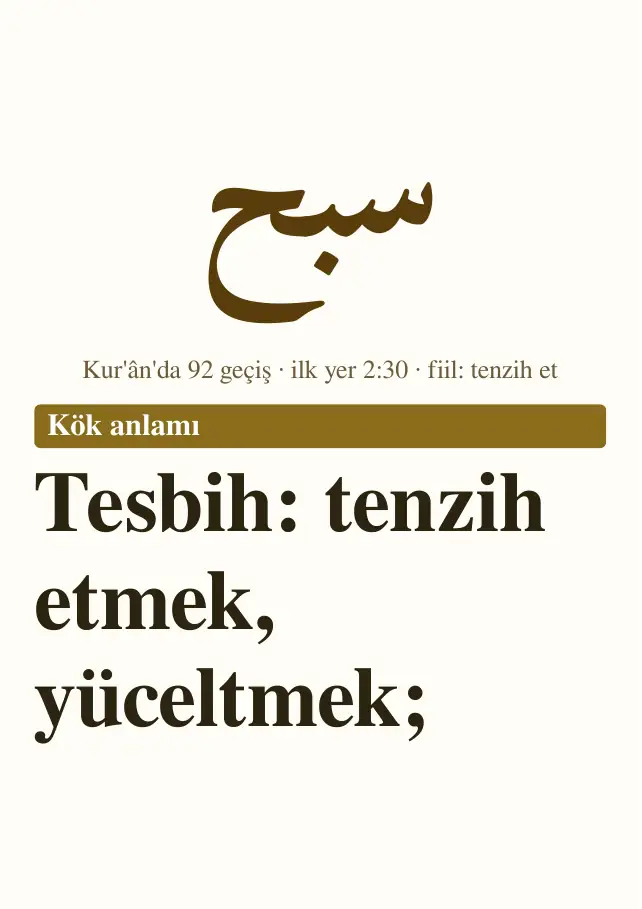 سبح
Kur'ân'da 92 geçiş · ilk yer 2:30 · fiil: tenzih et
Kök anlamı
Tesbih: tenzih
etmek,
yüceltmek;